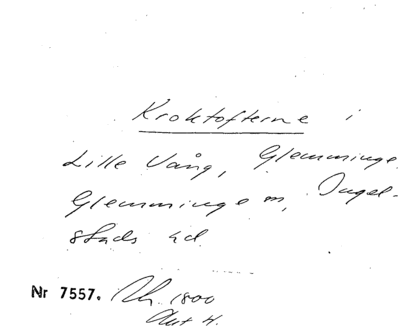 Kroktofterne i
Lille Vång, Glemminge
Glemminge sn, Ingel-
stads hd
Nr 7557. 1800